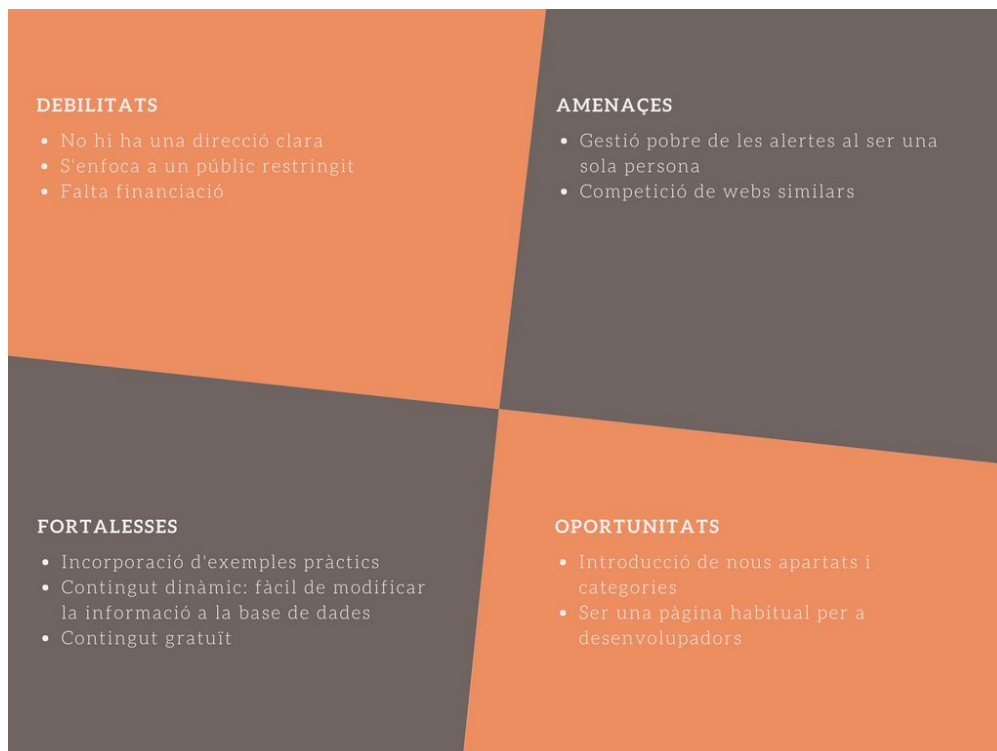 DEBILITATS
• No hi ha una direcció clara
• S'enfoca a un públic restringit
• Falta financiació
AMENAÇES
• Gestió pobre de les alertes al ser una
sola persona
• Competició de webs similars
FORTALESSES
• Incorporació d'exemples pràctics
• Contingut dinàmic: fàcil de modificar
la informació a la base de dades
• Contingut gratuït
OPORTUNITATS
• Introducció de nous apartats i
categories
• Ser una pàgina habitual per a
desenvolupadors